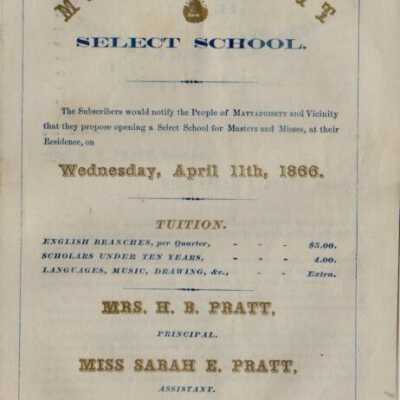 SELECT SCHOOL.
The Subscribers would notify the People of MATTAPOISETT and Vicinity
that they propose opening a Select School for Masters and Misses, at their
Residence, on
Wednesday, April 11th, 1866.
TUITION.
ENGLISH BRANCHES, per Quarter, - - - $5.00.
SCHOLARS UNDER TEN YEARS, - - - 4.00.
LANGUAGES, MUSIC, DRAWING, &c., - - - Extra.
MRS. H. B. PRATT,
PRINCIPAL.
MISS SARAH E. PRATT,
ASSISTANT.